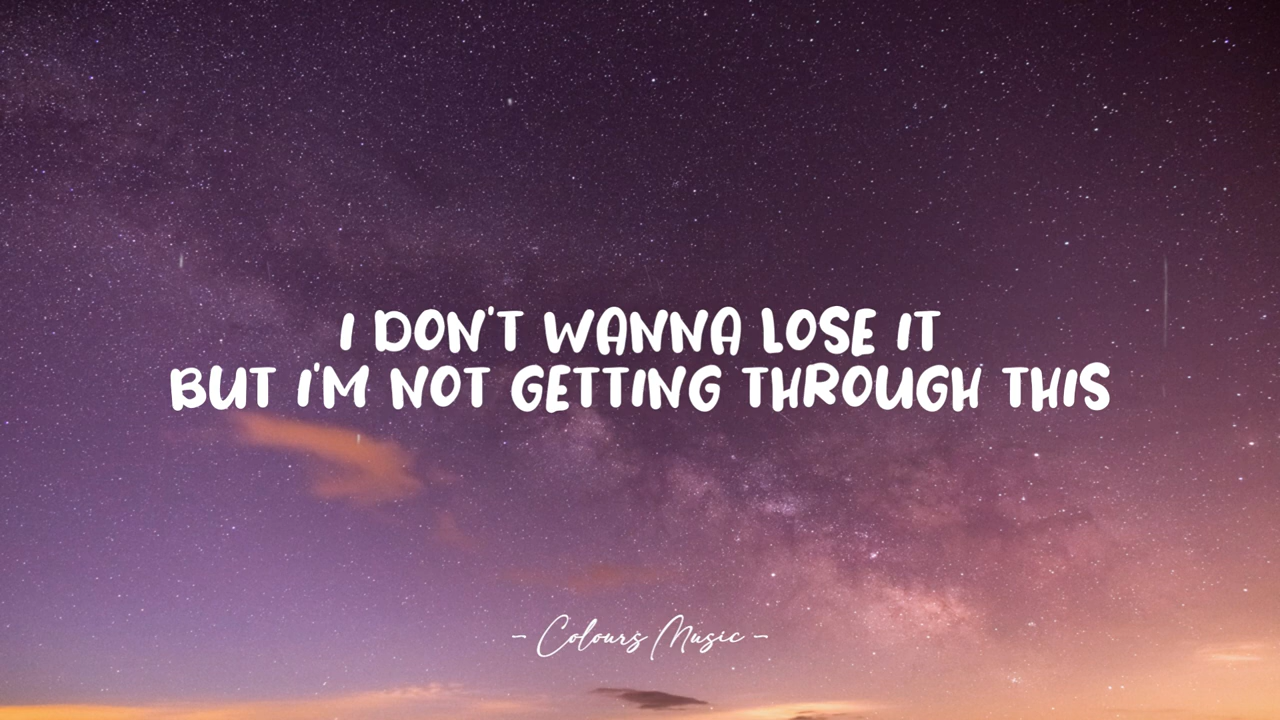 I DON'T WANNA LOSE IT
BUT I'M NOT GETTING THROUGH THIS
- Colours Music -